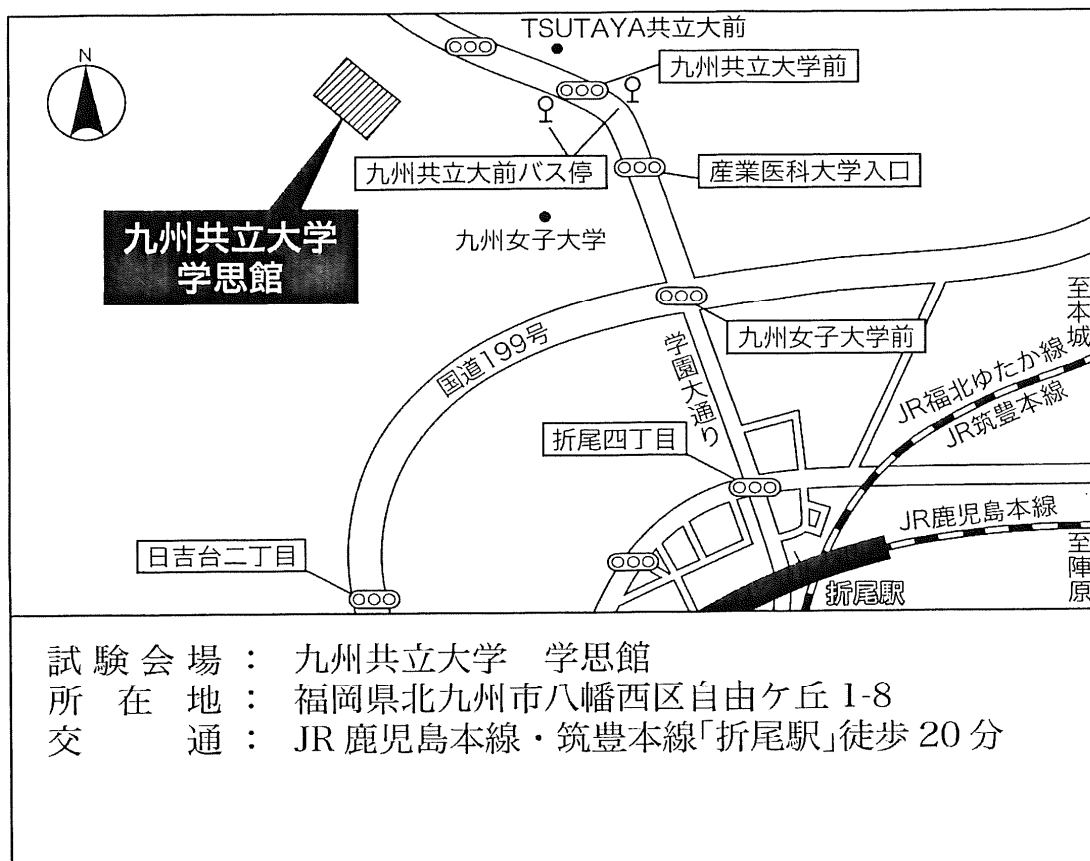 N
TSUTAYA共立大前
九州共立大学前
九州共立大前バス停
産業医科大学入口
九州共立大学
学思館
九州女子大学
至本城
九州女子大学前
国道199号
学園大通り
JR福北ゆたか線
JR筑豊本線
折尾四丁目
JR鹿児島本線
日吉台二丁目
折尾駅
至陣原
試験会場： 九州共立大学 学思館
所在地： 福岡県北九州市八幡西区自由ケ丘 1-8
交通： JR 鹿児島本線・筑豊本線「折尾駅」徒歩 20 分